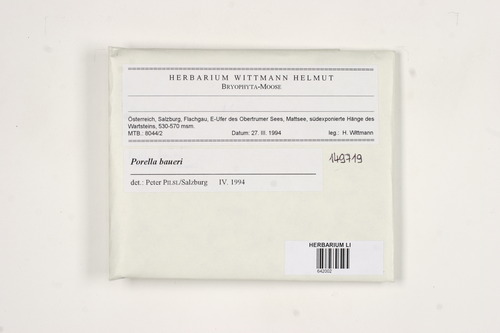 HERBARIUM WITTMANN HELMUT
BRYOPHYTA-MOOSE
Österreich, Salzburg, Flachgau, E-Ufer des Obertrumer Sees, Mattsee, südexponierte Hänge des
Wartsteins, 530-570 msm.
MTB.: 8044/2 Datum: 27. III. 1994 leg.: H. Wittmann
Porella baueri
149719
det.: Peter PILSL/Salzburg IV. 1994
HERBARIUM LI
642002